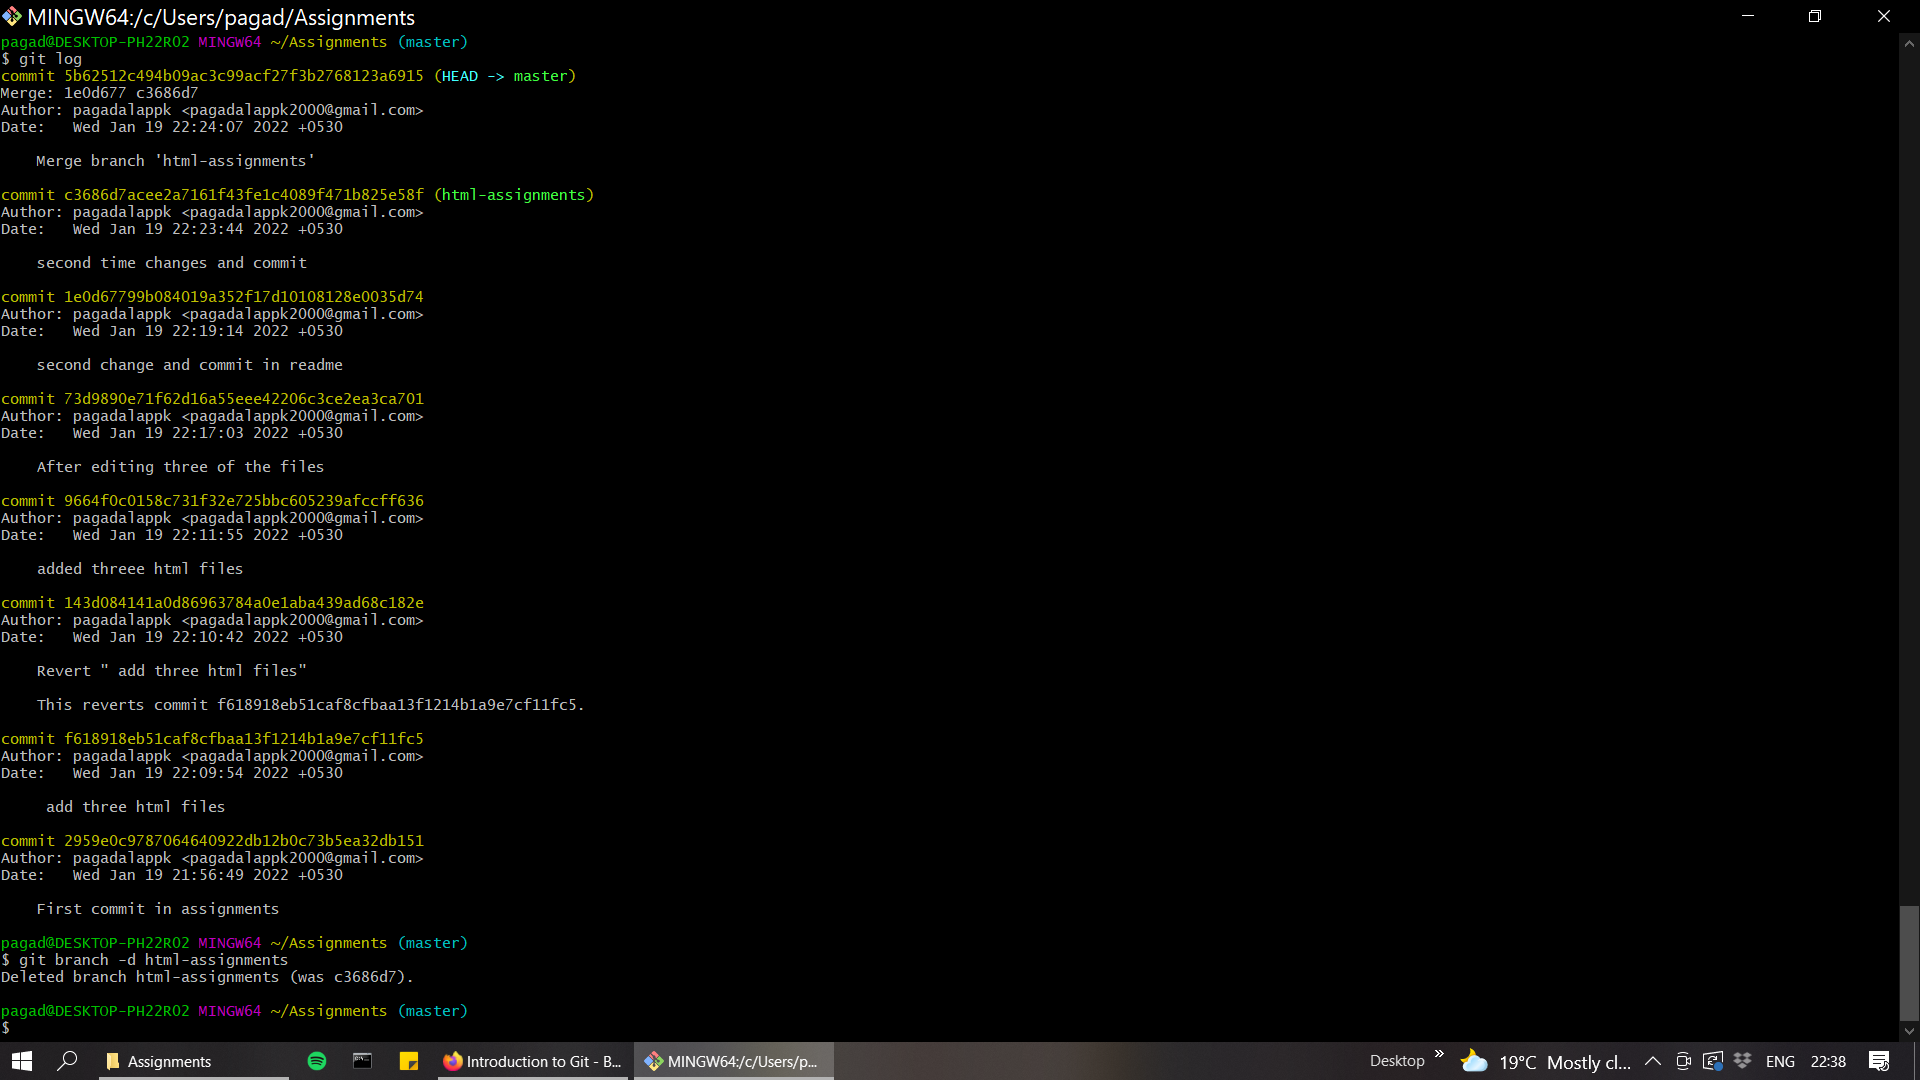 MINGW64:/c/Users/pagad/Assignments
pagad@DESKTOP-PH22R02 MINGW64 ~/Assignments (master)
$ git log
commit 5b62512c494b09ac3c99acf27f3b2768123a6915 (HEAD -> master)
Merge: 1e0d677 c3686d7
Author: pagadalappk <pagadalappk2000@gmail.com>
Date:   Wed Jan 19 22:24:07 2022 +0530
    Merge branch 'html-assignments'
commit c3686d7acee2a7161f43fe1c4089f471b825e58f (html-assignments)
Author: pagadalappk <pagadalappk2000@gmail.com>
Date:   Wed Jan 19 22:23:44 2022 +0530
    second time changes and commit
commit 1e0d67799b084019a352f17d10108128e0035d74
Author: pagadalappk <pagadalappk2000@gmail.com>
Date:   Wed Jan 19 22:19:14 2022 +0530
    second change and commit in readme
commit 73d9890e71f62d16a55eee42206c3ce2ea3ca701
Author: pagadalappk <pagadalappk2000@gmail.com>
Date:   Wed Jan 19 22:17:03 2022 +0530
    After editing three of the files
commit 9664f0c0158c731f32e725bbc605239afccff636
Author: pagadalappk <pagadalappk2000@gmail.com>
Date:   Wed Jan 19 22:11:55 2022 +0530
    added threee html files
commit 143d084141a0d86963784a0e1aba439ad68c182e
Author: pagadalappk <pagadalappk2000@gmail.com>
Date:   Wed Jan 19 22:10:42 2022 +0530
    Revert " add three html files"
    This reverts commit f618918eb51caf8cfbaa13f1214b1a9e7cf11fc5.
commit f618918eb51caf8cfbaa13f1214b1a9e7cf11fc5
Author: pagadalappk <pagadalappk2000@gmail.com>
Date:   Wed Jan 19 22:09:54 2022 +0530
     add three html files
commit 2959e0c9787064640922db12b0c73b5ea32db151
Author: pagadalappk <pagadalappk2000@gmail.com>
Date:   Wed Jan 19 21:56:49 2022 +0530
    First commit in assignments
pagad@DESKTOP-PH22R02 MINGW64 ~/Assignments (master)
$ git branch -d html-assignments
Deleted branch html-assignments (was c3686d7).
pagad@DESKTOP-PH22R02 MINGW64 ~/Assignments (master)
$
Assignments Introduction to Git - B... MINGW64:/c/Users/p... Desktop » 19°C Mostly cl... ENG 22:38